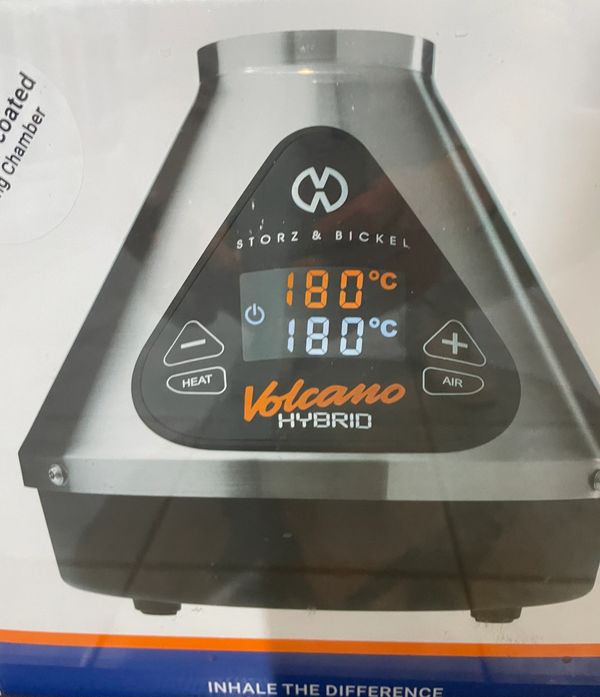 coated
Chamber
STORZ & BICKEL
180°C
180°C
HEAT
AIR
Volcano
HYBRID
INHALE THE DIFFERENCE